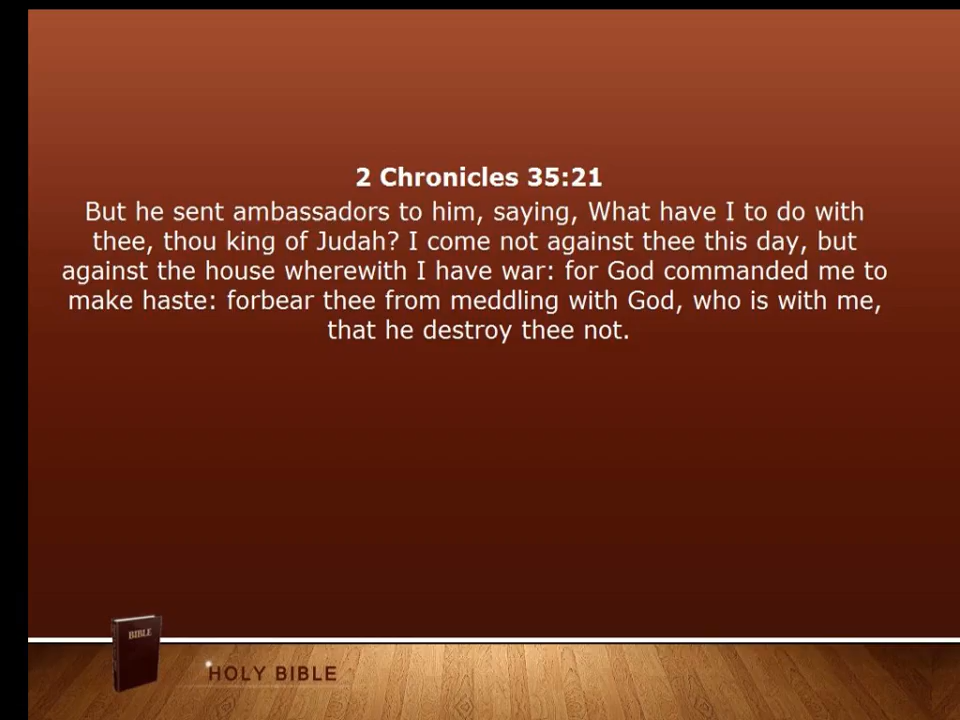 2 Chronicles 35:21
But he sent ambassadors to him, saying, What have I to do with
thee, thou king of Judah? I come not against thee this day, but
against the house wherewith I have war: for God commanded me to
make haste: forbear thee from meddling with God, who is with me,
that he destroy thee not.
BIBLE
HOLY BIBLE